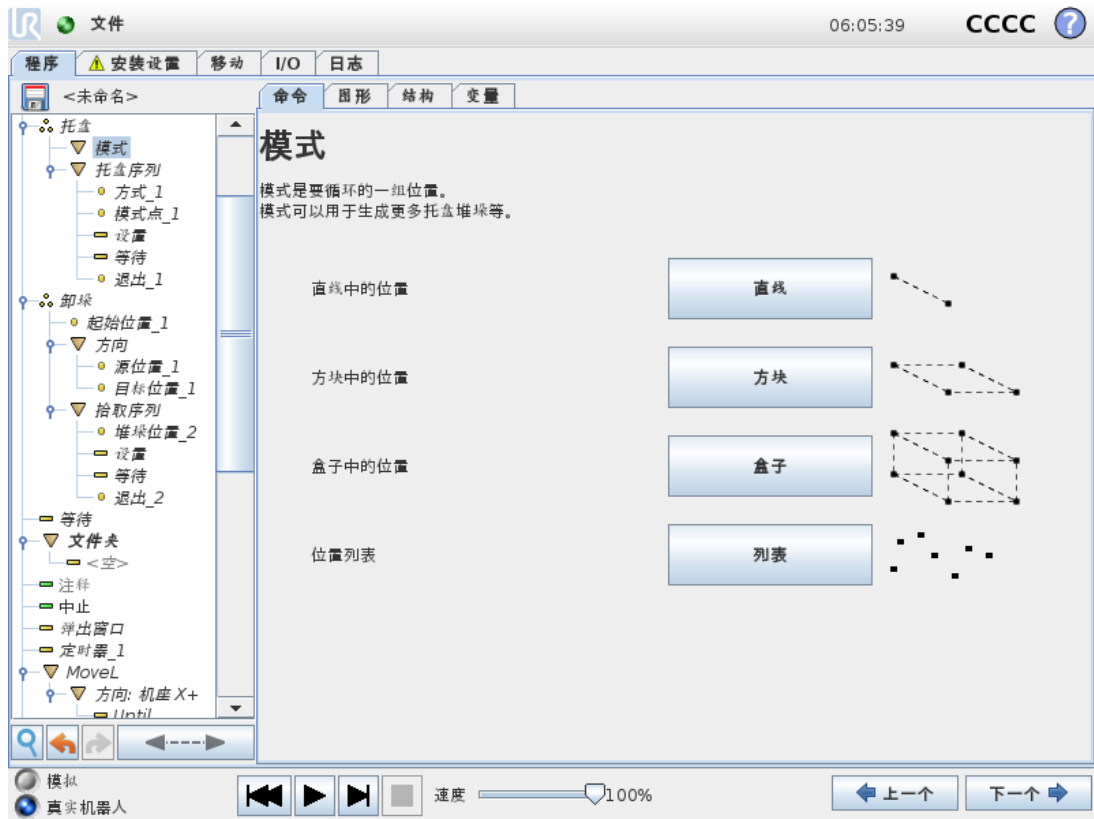 UR 文件 06:05:39 CCCC ?
程序 安装设置 移动 I/O 日志
<未命名>
命令 图形 结构 变量
托盘
模式
托盘序列
方式_1
模式点_1
设置
等待
退出_1
卸垛
起始位置_1
方向
源位置_1
目标位置_1
拾取序列
堆垛位置_2
设置
等待
退出_2
等待
文件夹
<空>
注释
中止
弹出窗口
定时器_1
MoveL
方向: 机座 X+
Until
模式
模式是要循环的一组位置。
模式可以用于生成更多托盘堆垛等。
直线中的位置 直线
方块中的位置 方块
盒子中的位置 盒子
位置列表 列表
模拟
真实机器人
速度 100%
上一个 下一个